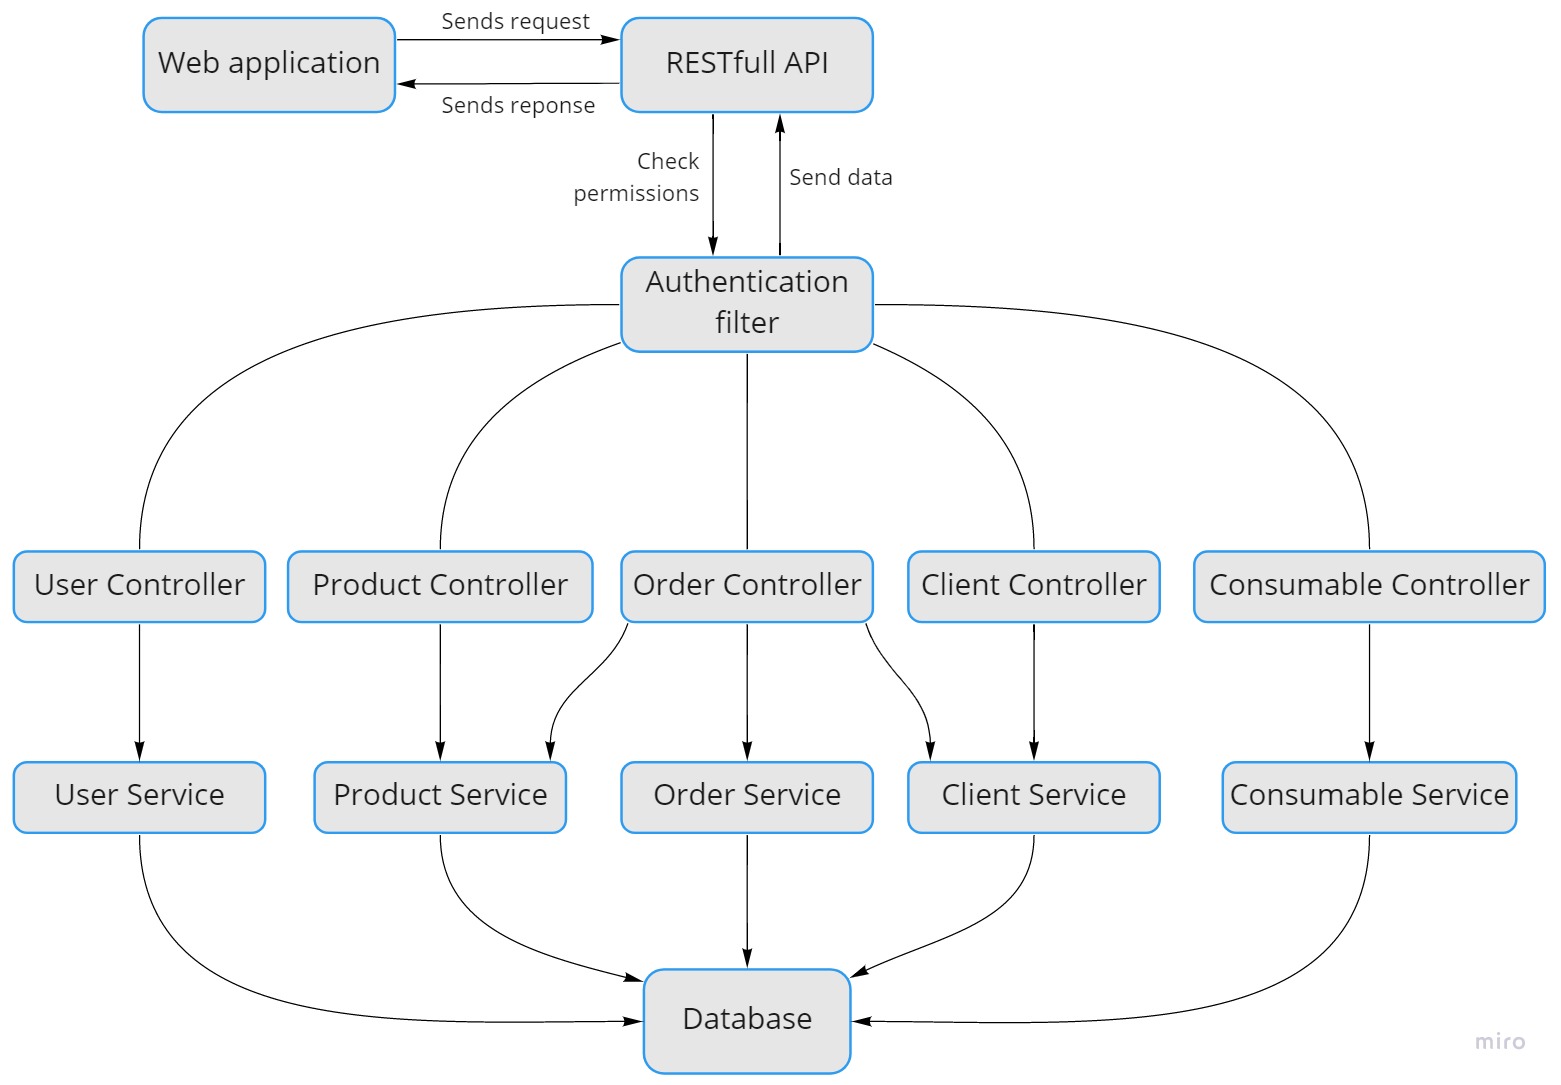 Sends request
Web application
RESTfull API
Sends reponse
Check
permissions
Send data
Authentication
filter
User Controller
Product Controller
Order Controller
Client Controller
Consumable Controller
User Service
Product Service
Order Service
Client Service
Consumable Service
Database
miro